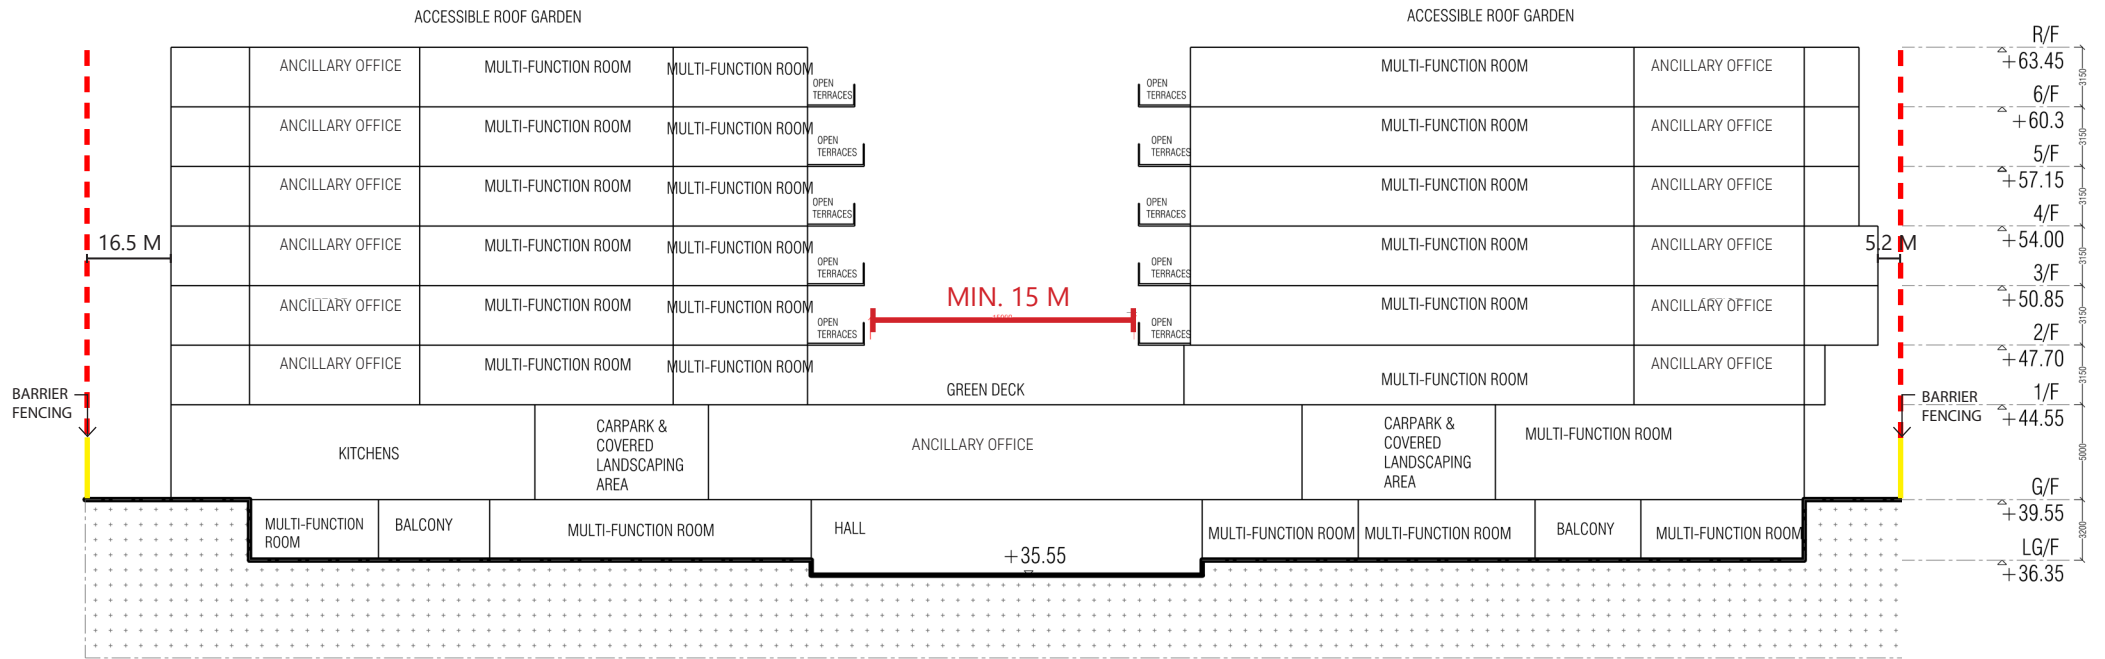 ACCESSIBLE ROOF GARDEN
ACCESSIBLE ROOF GARDEN
R/F
+63.45
ANCILLARY OFFICE
MULTI-FUNCTION ROOM
MULTI-FUNCTION ROOM
OPEN
TERRACES
OPEN
TERRACES
MULTI-FUNCTION ROOM
ANCILLARY OFFICE
3150
6/F
+60.3
ANCILLARY OFFICE
MULTI-FUNCTION ROOM
MULTI-FUNCTION ROOM
OPEN
TERRACES
OPEN
TERRACES
MULTI-FUNCTION ROOM
ANCILLARY OFFICE
3150
5/F
+57.15
ANCILLARY OFFICE
MULTI-FUNCTION ROOM
MULTI-FUNCTION ROOM
OPEN
TERRACES
OPEN
TERRACES
MULTI-FUNCTION ROOM
ANCILLARY OFFICE
3150
4/F
+54.00
16.5 M
ANCILLARY OFFICE
MULTI-FUNCTION ROOM
MULTI-FUNCTION ROOM
OPEN
TERRACES
OPEN
TERRACES
MULTI-FUNCTION ROOM
ANCILLARY OFFICE
5.2 M
3150
3/F
+50.85
ANCILLARY OFFICE
MULTI-FUNCTION ROOM
MULTI-FUNCTION ROOM
OPEN
TERRACES
MIN. 15 M
15000
OPEN
TERRACES
MULTI-FUNCTION ROOM
ANCILLARY OFFICE
3150
2/F
+47.70
ANCILLARY OFFICE
MULTI-FUNCTION ROOM
MULTI-FUNCTION ROOM
GREEN DECK
MULTI-FUNCTION ROOM
ANCILLARY OFFICE
3150
1/F
+44.55
BARRIER
FENCING
BARRIER
FENCING
KITCHENS
CARPARK &
COVERED
LANDSCAPING
AREA
ANCILLARY OFFICE
CARPARK &
COVERED
LANDSCAPING
AREA
MULTI-FUNCTION ROOM
5000
G/F
+39.55
MULTI-FUNCTION
ROOM
BALCONY
MULTI-FUNCTION ROOM
HALL
MULTI-FUNCTION ROOM
MULTI-FUNCTION ROOM
BALCONY
MULTI-FUNCTION ROOM
3200
+35.55
LG/F
+36.35